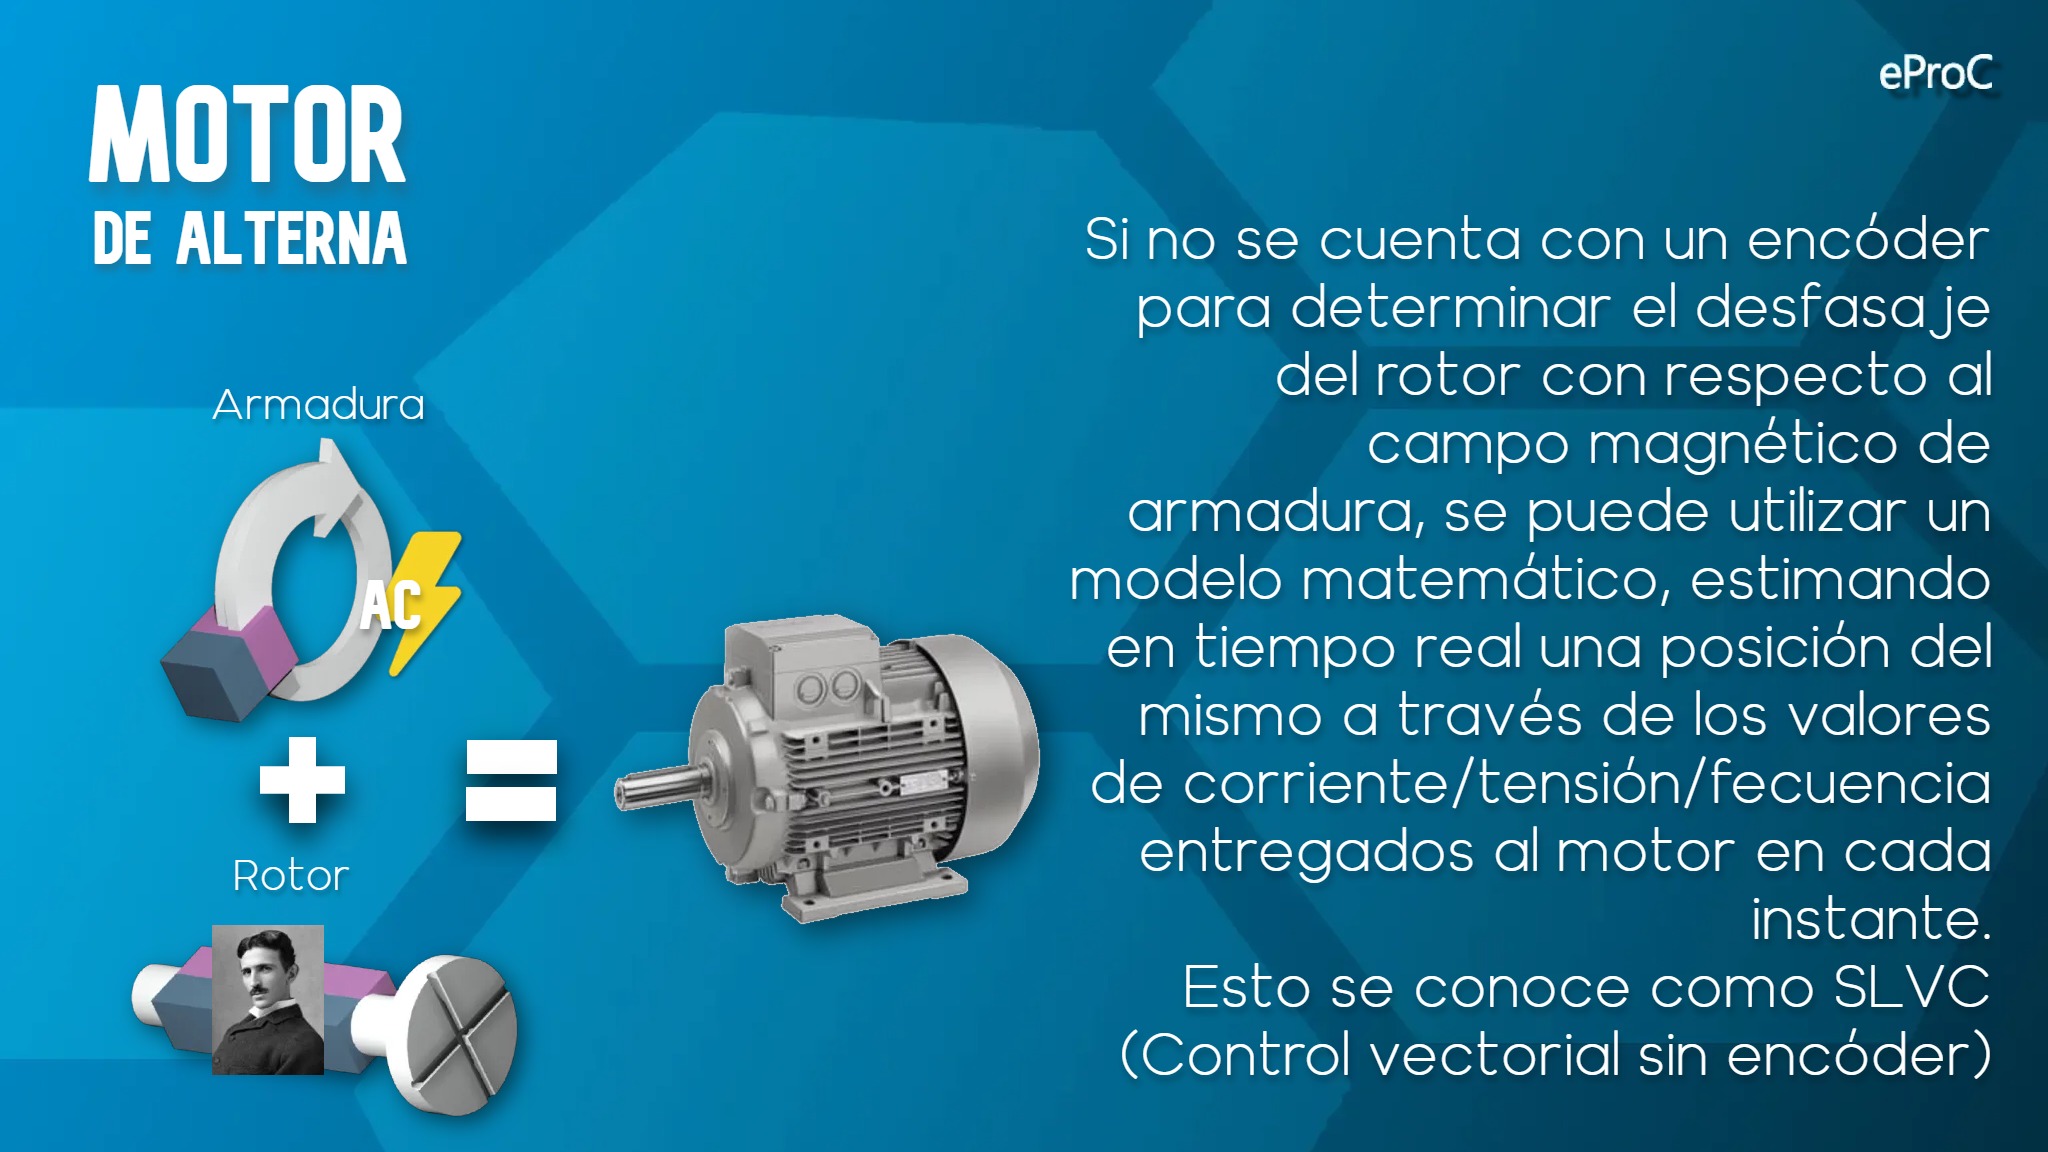 MOTOR
DE ALTERNA
eProC
Armadura
AC
Rotor
Si no se cuenta con un encóder
para determinar el desfasaje
del rotor con respecto al
campo magnético de
armadura, se puede utilizar un
modelo matemático, estimando
en tiempo real una posición del
mismo a través de los valores
de corriente/tensión/fecuencia
entregados al motor en cada
instante.
Esto se conoce como SLVC
(Control vectorial sin encóder)